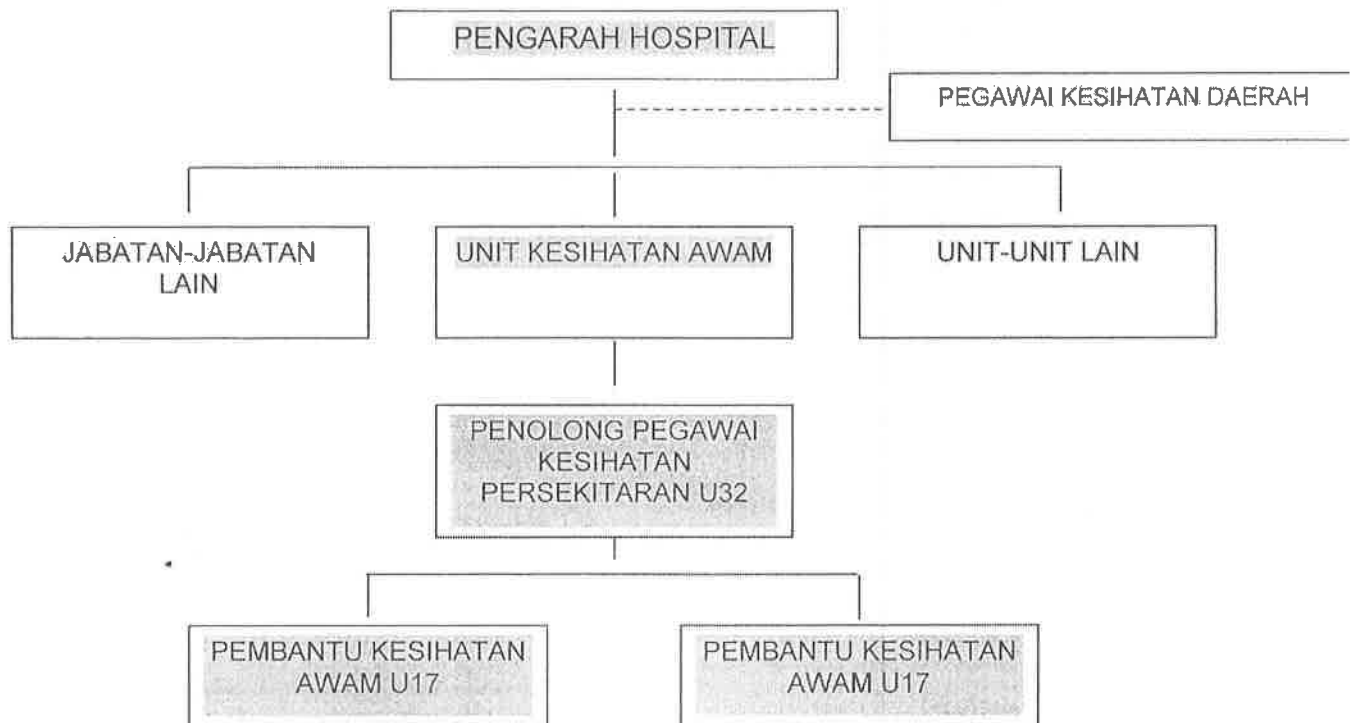 PENGARAH HOSPITAL
PEGAWAI KESIHATAN DAERAH
JABATAN-JABATAN
LAIN
UNIT KESIHATAN AWAM
UNIT-UNIT LAIN
PENOLONG PEGAWAI
KESIHATAN
PERSEKITARAN U32
PEMBANTU KESIHATAN
AWAM U17
PEMBANTU KESIHATAN
AWAM U17